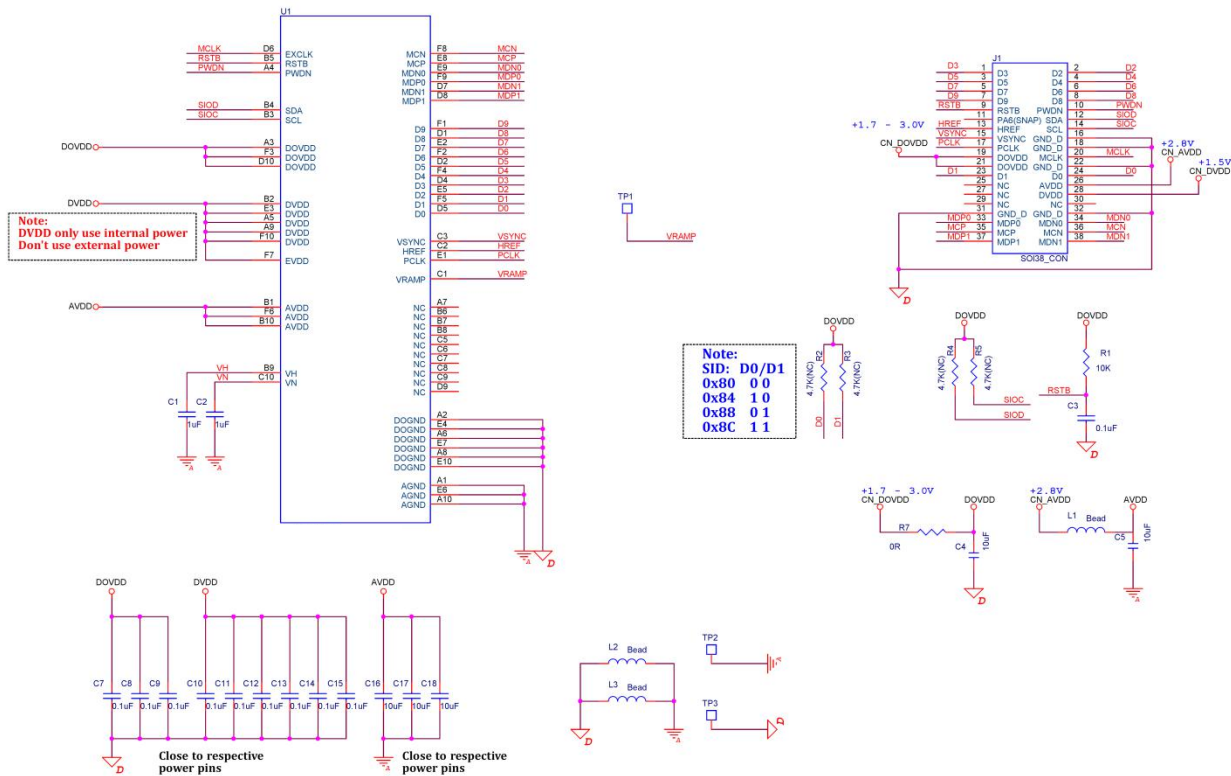 U1
MCLK D6 EXCLK
RSTB B5 RSTB
PWDN A4 PWDN
SIOD B4 SDA
SIOC B3 SCL
DOVDD A3 DOVDD
F3 DOVDD
D10 DOVDD
DVDD B2 DVDD
E3 DVDD
A5 DVDD
A9 DVDD
F10 DVDD
F7 EVDD
Note:
DVDD only use internal power
Don't use external power
AVDD B1 AVDD
F6 AVDD
B10 AVDD
VH B9 VH
VN C10 VN
C1 C2
1uF 1uF
A A
MCN F8 MCN
MCP E8 MCP
MDN0 E9 MDN0
MDP0 F9 MDP0
MDN1 D7 MDN1
MDP1 D8 MDP1
D9 F1 D9
D8 D1 D8
D7 E2 D7
D6 F2 D6
D5 D2 D5
D4 F4 D4
D3 D4 D3
D2 E5 D2
D1 F5 D1
D0 D5 D0
VSYNC C3 VSYNC
HREF C2 HREF
PCLK E1 PCLK
VRAMP C1 VRAMP
NC A7
NC B6
NC B7
NC B8
NC C5
NC C6
NC C7
NC C8
NC C9
NC D9
DOGND A2
DOGND E4
DOGND A6
DOGND E7
DOGND A8
DOGND E10
AGND A1
AGND E6
AGND A10
A D
TP1
VRAMP
J1
D3 1 D3 D2 2 D2
D5 3 D5 D4 4 D4
D7 5 D7 D6 6 D6
D9 7 D9 D8 8 D8
RSTB 9 RSTB PWDN 10 PWDN
11 PA6(SNAP) SDA 12 SIOD
HREF 13 HREF SCL 14 SIOC
VSYNC 15 VSYNC GND_D 16
PCLK 17 PCLK GND_D 18
19 DOVDD MCLK 20 MCLK
21 DOVDD GND_D 22
D1 23 D1 D0 24 D0
25 NC AVDD 26
27 NC DVDD 28
29 NC NC 30
31 GND_D GND_D 32
MDP0 33 MDP0 MDN0 34 MDN0
MCP 35 MCP MCN 36 MCN
MDP1 37 MDP1 MDN1 38 MDN1
SOI38_CON
+1.7 - 3.0V
CN_DOVDD
+2.8V
CN_AVDD
+1.5V
CN_DVDD
D
Note:
SID: D0/D1
0x80 0 0
0x84 1 0
0x88 0 1
0x8C 1 1
DOVDD
R2 R3
4.7K(NC) 4.7K(NC)
D0 D1
DOVDD
R4 R5
4.7K(NC) 4.7K(NC)
SIOC
SIOD
DOVDD
R1
10K
RSTB
C3
0.1uF
D
+1.7 - 3.0V
CN_DOVDD DOVDD
R7
0R
C4 10uF
D
+2.8V
CN_AVDD AVDD
L1 Bead
C5 10uF
A
DOVDD DVDD AVDD
C7 C8 C9 C10 C11 C12 C13 C14 C15 C16 C17 C18
0.1uF 0.1uF 0.1uF 0.1uF 0.1uF 0.1uF 0.1uF 0.1uF 0.1uF 10uF 10uF 10uF
D A
Close to respective
power pins
Close to respective
power pins
L2 Bead
L3 Bead
D A
TP2
A
TP3
D